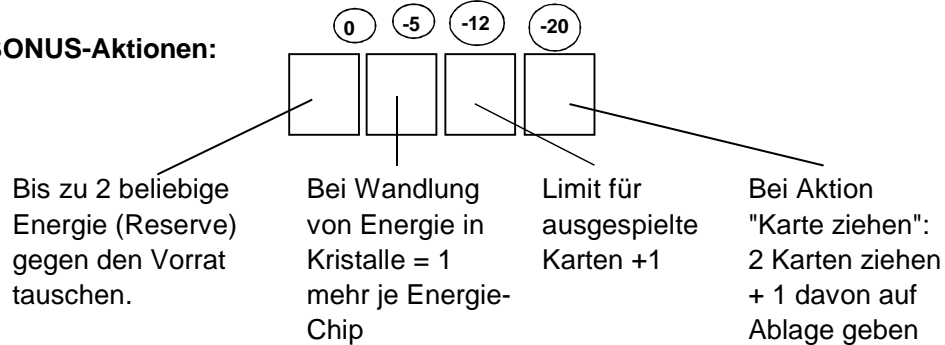 0 -5 -12 -20
BONUS-Aktionen:
Bis zu 2 beliebige
Energie (Reserve)
gegen den Vorrat
tauschen.
Bei Wandlung
von Energie in
Kristalle = 1
mehr je Energie-
Chip
Limit für
ausgespielte
Karten +1
Bei Aktion
"Karte ziehen":
2 Karten ziehen
+ 1 davon auf
Ablage geben